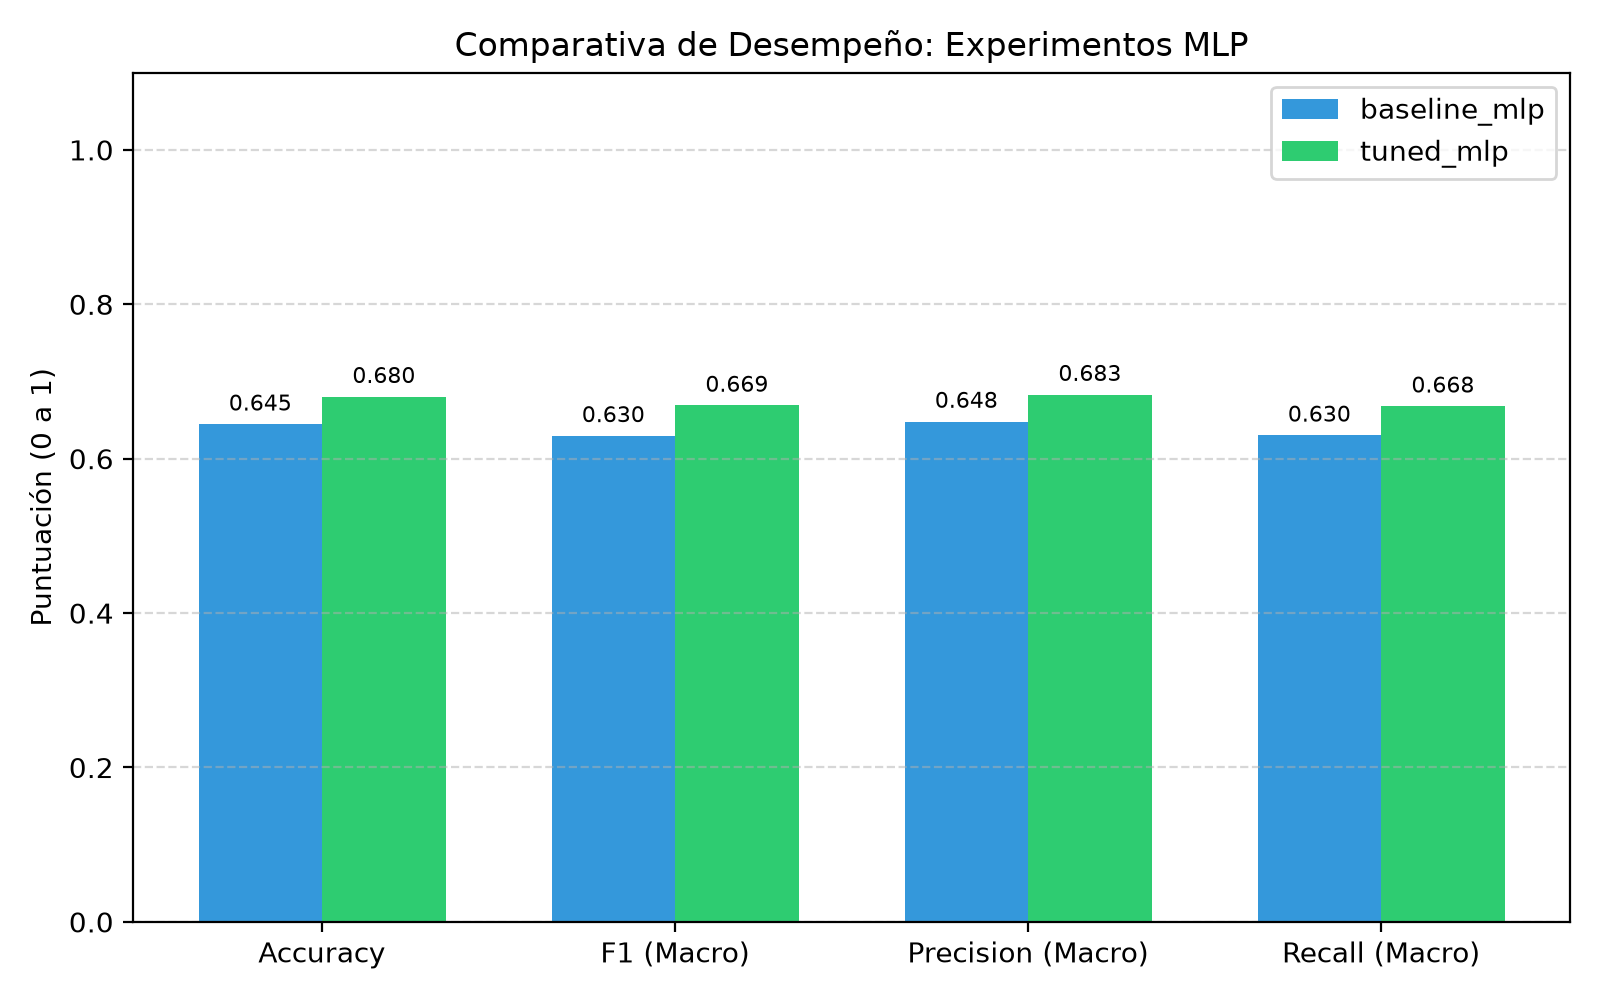 Comparativa de Desempeño: Experimentos MLP
baseline_mlp
tuned_mlp
Puntuación (0 a 1)
1.0
0.8
0.6
0.4
0.2
0.0
0.645
0.680
0.630
0.669
0.648
0.683
0.630
0.668
Accuracy
F1 (Macro)
Precision (Macro)
Recall (Macro)